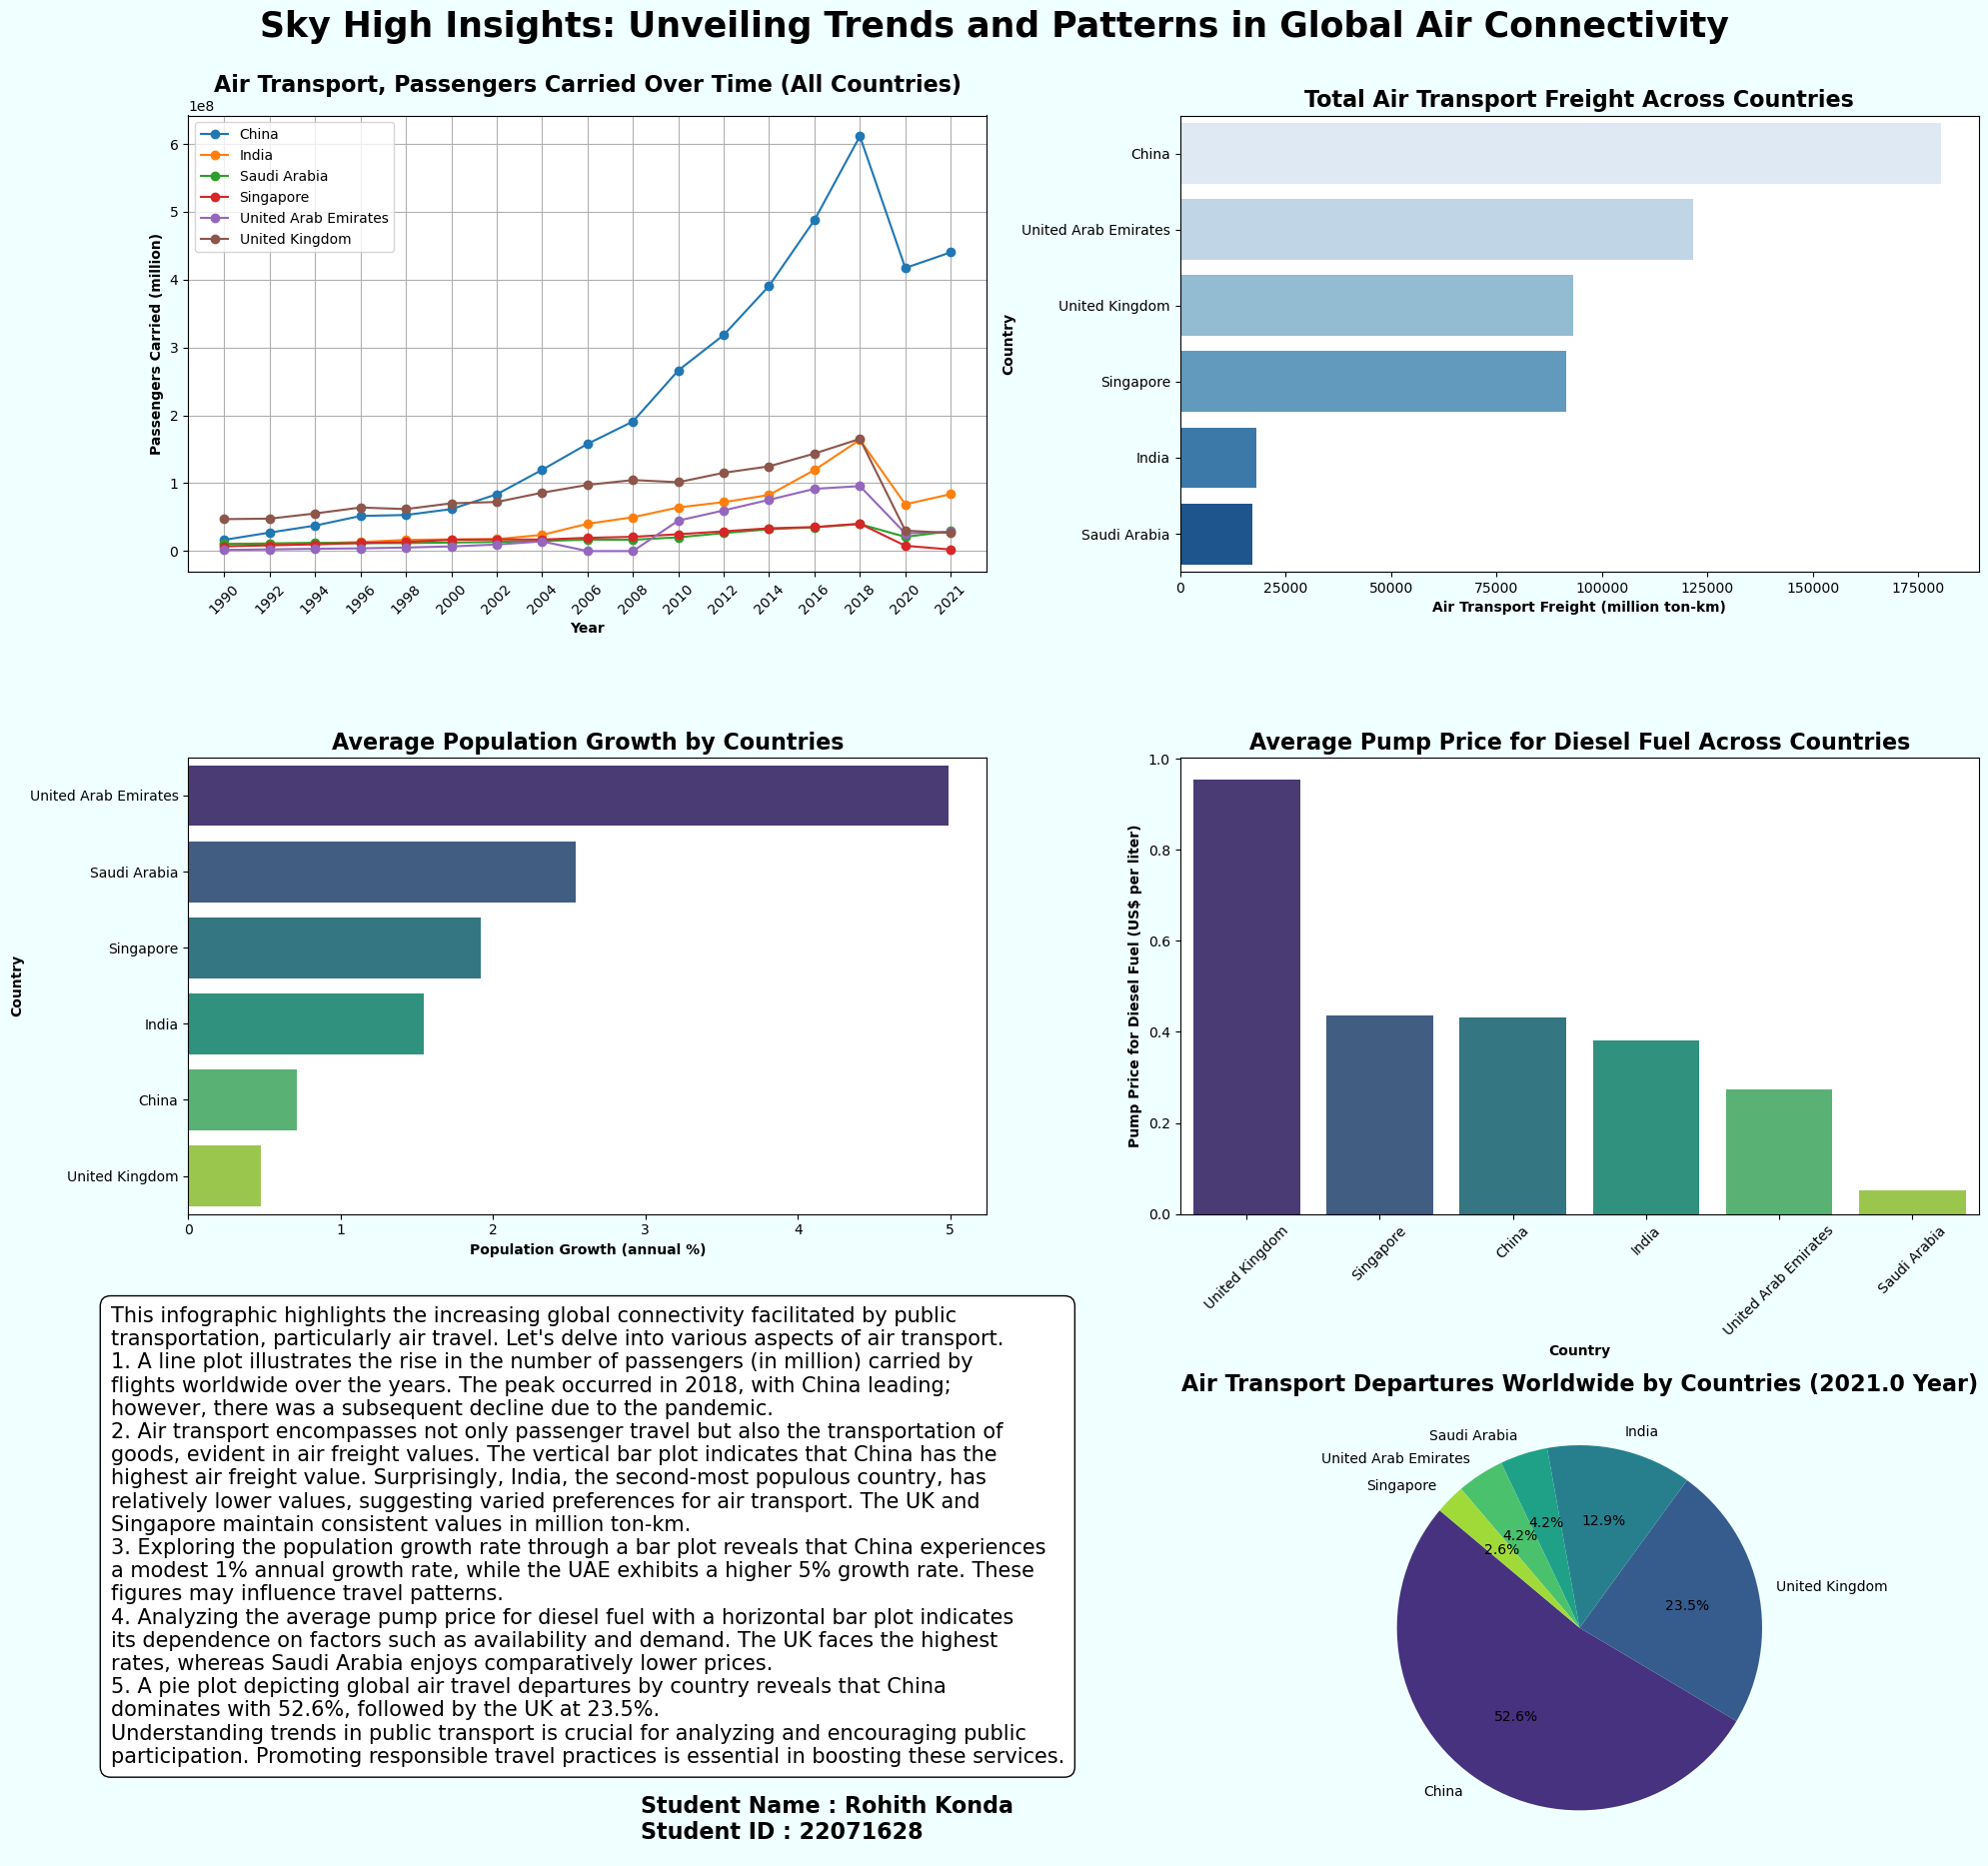 Sky High Insights: Unveiling Trends and Patterns in Global Air Connectivity
Air Transport, Passengers Carried Over Time (All Countries)
1e8
China
India
Saudi Arabia
Singapore
United Arab Emirates
United Kingdom
6
5
4
3
2
1
0
Passengers Carried (million)
1990 1992 1994 1996 1998 2000 2002 2004 2006 2008 2010 2012 2014 2016 2018 2020 2021
Year
Total Air Transport Freight Across Countries
Country
China
United Arab Emirates
United Kingdom
Singapore
India
Saudi Arabia
0 25000 50000 75000 100000 125000 150000 175000
Air Transport Freight (million ton-km)
Average Population Growth by Countries
Country
United Arab Emirates
Saudi Arabia
Singapore
India
China
United Kingdom
0 1 2 3 4 5
Population Growth (annual %)
Average Pump Price for Diesel Fuel Across Countries
Pump Price for Diesel Fuel (US$ per liter)
1.0
0.8
0.6
0.4
0.2
0.0
United Kingdom Singapore China India United Arab Emirates Saudi Arabia
Country
This infographic highlights the increasing global connectivity facilitated by public
transportation, particularly air travel. Let's delve into various aspects of air transport.
1. A line plot illustrates the rise in the number of passengers (in million) carried by
flights worldwide over the years. The peak occurred in 2018, with China leading;
however, there was a subsequent decline due to the pandemic.
2. Air transport encompasses not only passenger travel but also the transportation of
goods, evident in air freight values. The vertical bar plot indicates that China has the
highest air freight value. Surprisingly, India, the second-most populous country, has
relatively lower values, suggesting varied preferences for air transport. The UK and
Singapore maintain consistent values in million ton-km.
3. Exploring the population growth rate through a bar plot reveals that China experiences
a modest 1% annual growth rate, while the UAE exhibits a higher 5% growth rate. These
figures may influence travel patterns.
4. Analyzing the average pump price for diesel fuel with a horizontal bar plot indicates
its dependence on factors such as availability and demand. The UK faces the highest
rates, whereas Saudi Arabia enjoys comparatively lower prices.
5. A pie plot depicting global air travel departures by country reveals that China
dominates with 52.6%, followed by the UK at 23.5%.
Understanding trends in public transport is crucial for analyzing and encouraging public
participation. Promoting responsible travel practices is essential in boosting these services.
Air Transport Departures Worldwide by Countries (2021.0 Year)
India
Saudi Arabia
United Arab Emirates
Singapore
United Kingdom
China
12.9%
4.2%
4.2%
2.6%
23.5%
52.6%
Student Name : Rohith Konda
Student ID : 22071628